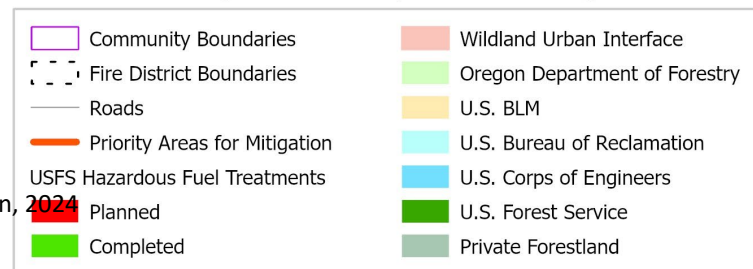 Community Boundaries
Fire District Boundaries
Roads
Priority Areas for Mitigation
USFS Hazardous Fuel Treatments
n, 2024
Planned
Completed
Wildland Urban Interface
Oregon Department of Forestry
U.S. BLM
U.S. Bureau of Reclamation
U.S. Corps of Engineers
U.S. Forest Service
Private Forestland